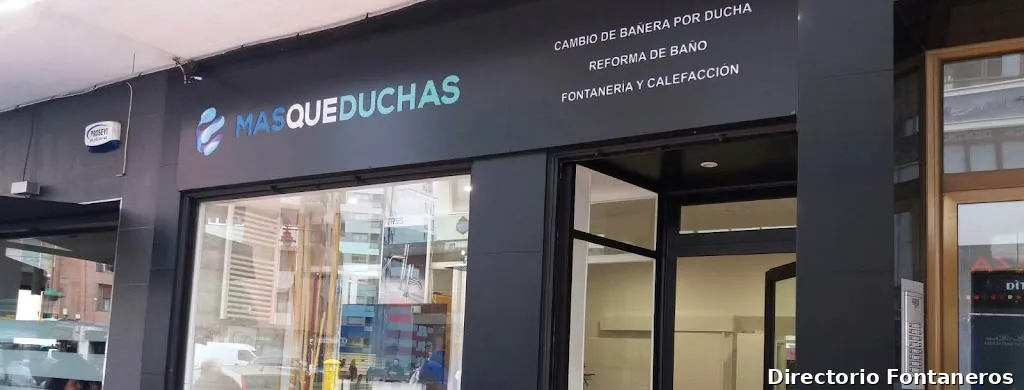 CAMBIO DE BAÑERA POR DUCHA
REFORMA DE BAÑO
FONTANERÍA Y CALEFACCIÓN
MASQUEDUCHAS
PROSEVI
Directorio Fontaneros